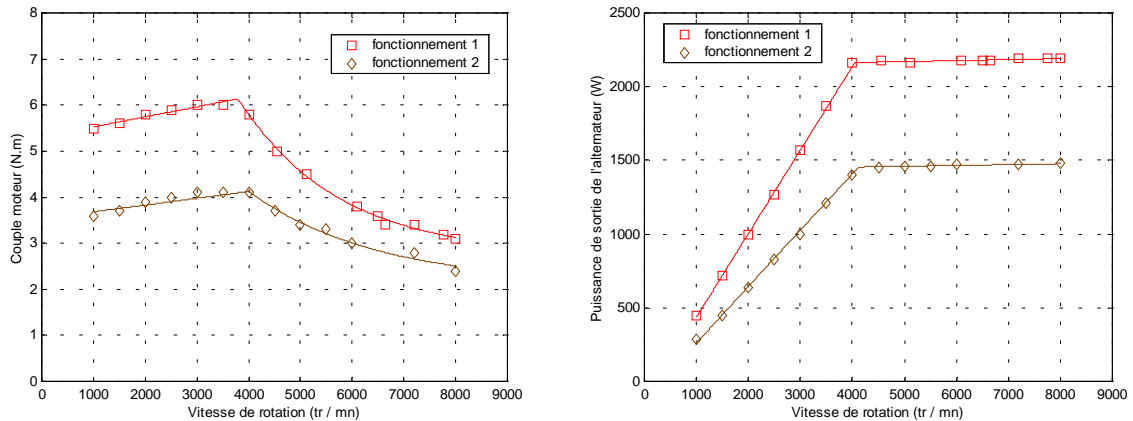 8
7
6
5
4
3
2
1
0
Couple moteur (N.m)
fonctionnement 1
fonctionnement 2
0 1000 2000 3000 4000 5000 6000 7000 8000 9000
Vitesse de rotation (tr / mn)
2500
2000
1500
1000
500
0
Puissance de sortie de l'alternateur (W)
fonctionnement 1
fonctionnement 2
0 1000 2000 3000 4000 5000 6000 7000 8000 9000
Vitesse de rotation (tr / mn)